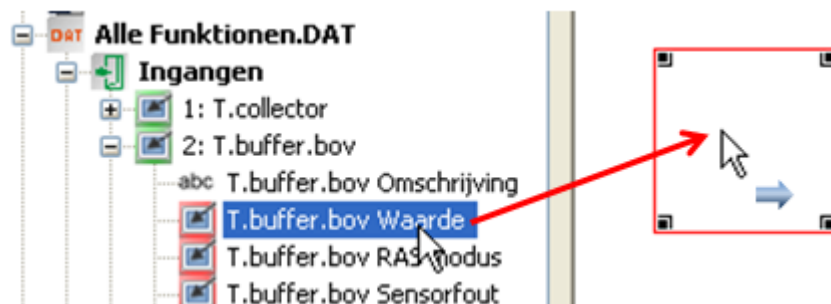 DAT Alle Funktionen.DAT
Ingangen
1: T.collector
2: T.buffer.bov
abc T.buffer.bov Omschrijving
T.buffer.bov Waarde
T.buffer.bov RAS modus
T.buffer.bov Sensorfout